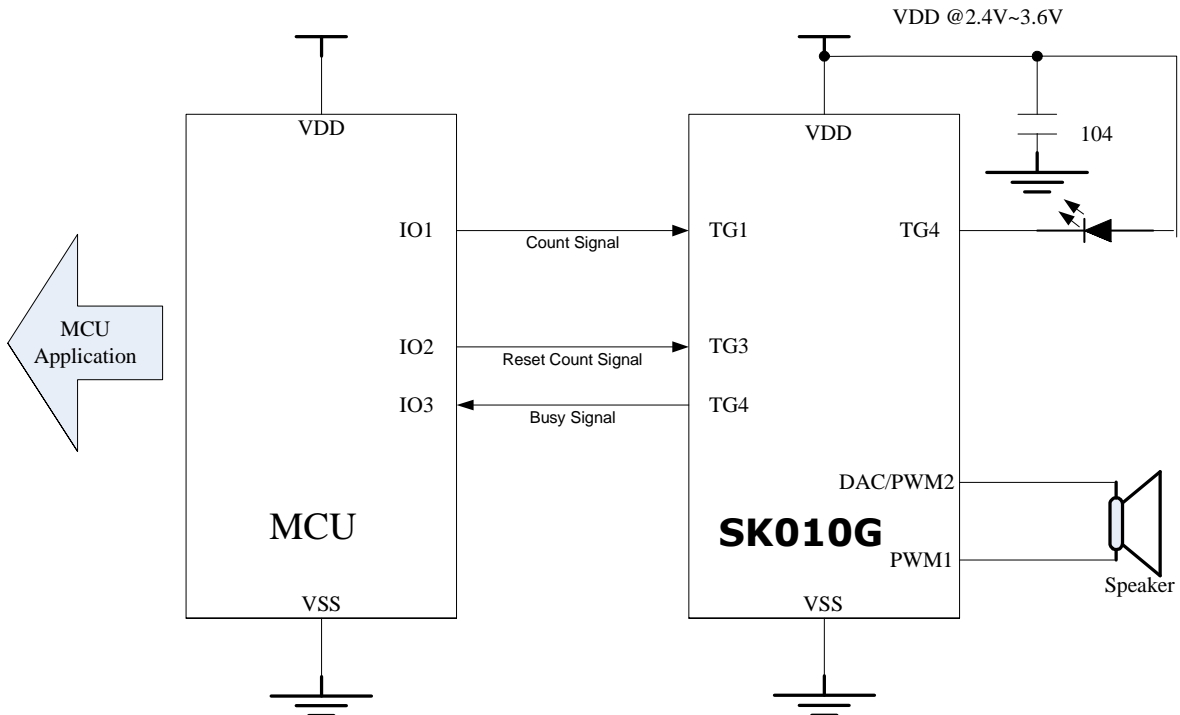 VDD @2.4V~3.6V
VDD
VDD
104
IO1
Count Signal
TG1
TG4
MCU
Application
IO2
Reset Count Signal
TG3
IO3
Busy Signal
TG4
DAC/PWM2
MCU
SK010G
PWM1
Speaker
VSS
VSS